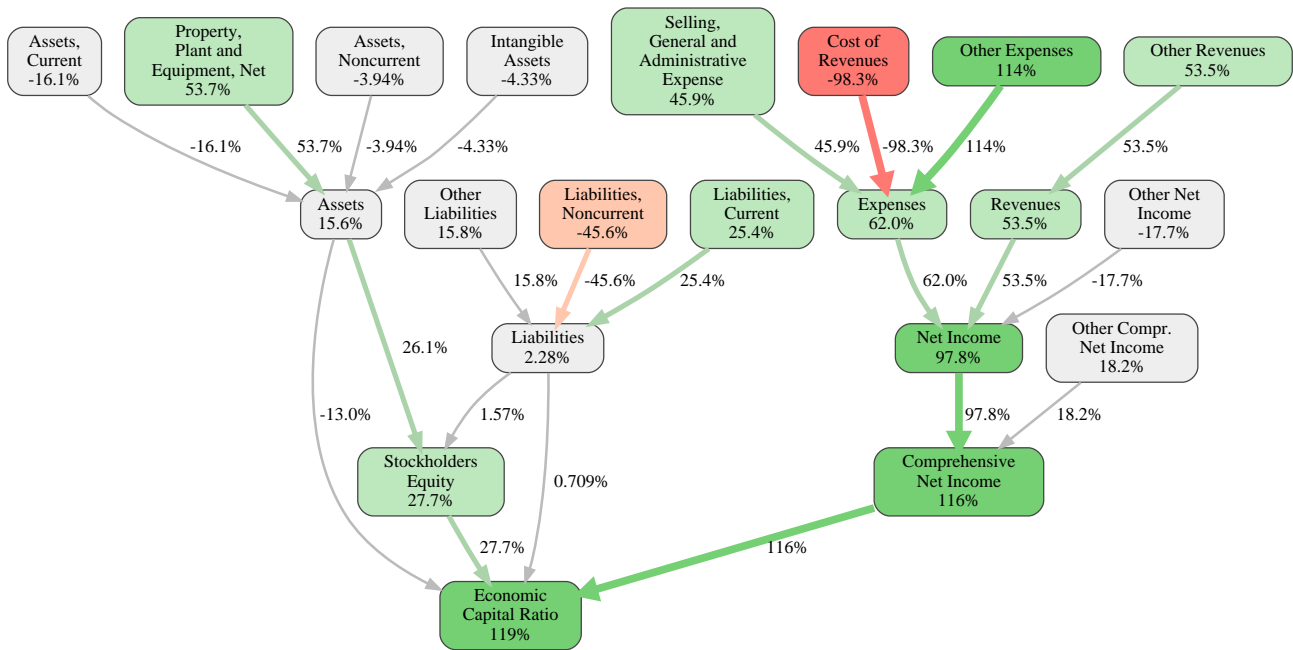 Assets,
Current
-16.1%
Property,
Plant and
Equipment, Net
53.7%
Assets,
Noncurrent
-3.94%
Intangible
Assets
-4.33%
Selling,
General and
Administrative
Expense
45.9%
Cost of
Revenues
-98.3%
Other Expenses
114%
Other Revenues
53.5%
-16.1%
53.7%
-3.94%
-4.33%
45.9%
-98.3%
114%
53.5%
Assets
15.6%
Other
Liabilities
15.8%
Liabilities,
Noncurrent
-45.6%
Liabilities,
Current
25.4%
Expenses
62.0%
Revenues
53.5%
Other Net
Income
-17.7%
15.8%
-45.6%
25.4%
62.0%
53.5%
-17.7%
26.1%
Liabilities
2.28%
Net Income
97.8%
Other Compr.
Net Income
18.2%
-13.0%
1.57%
97.8%
18.2%
Stockholders
Equity
27.7%
0.709%
Comprehensive
Net Income
116%
27.7%
116%
Economic
Capital Ratio
119%